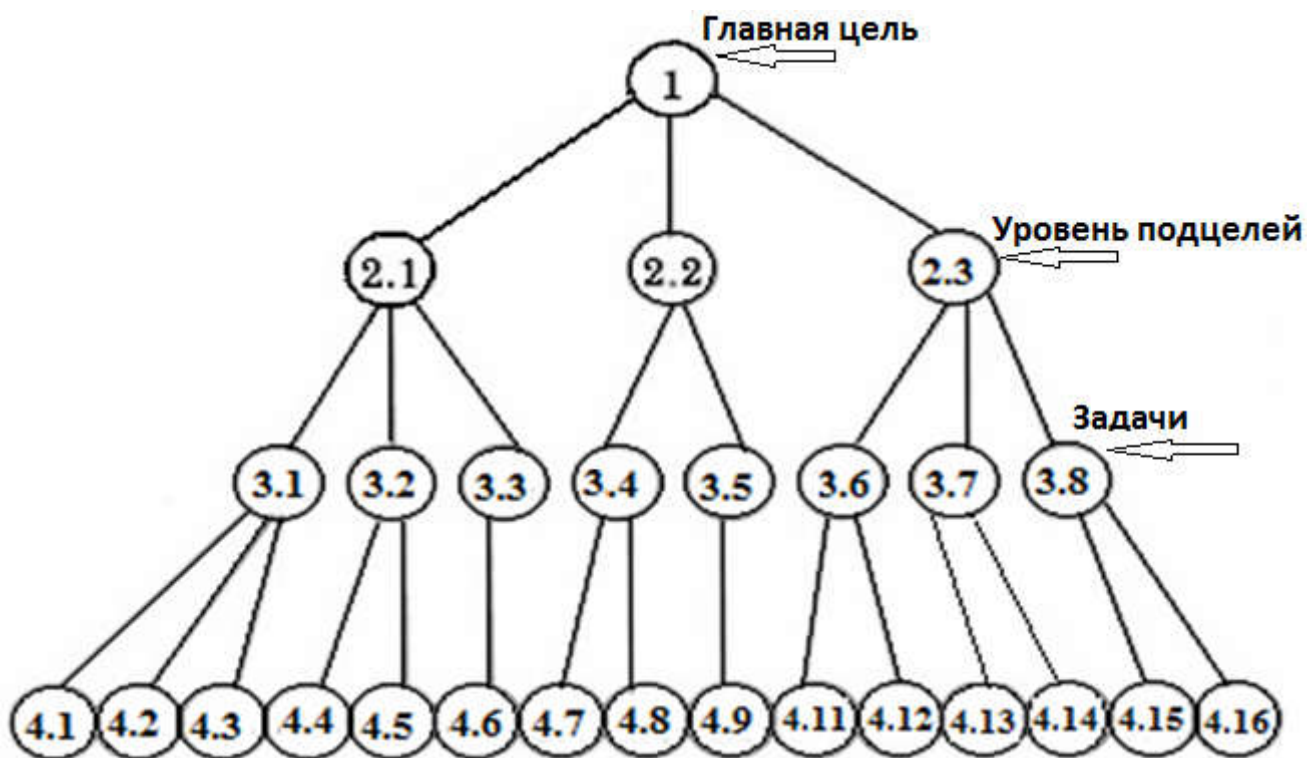 Главная цель
1
Уровень подцелей
2.1 2.2 2.3
Задачи
3.1 3.2 3.3 3.4 3.5 3.6 3.7 3.8
4.1 4.2 4.3 4.4 4.5 4.6 4.7 4.8 4.9 4.11 4.12 4.13 4.14 4.15 4.16